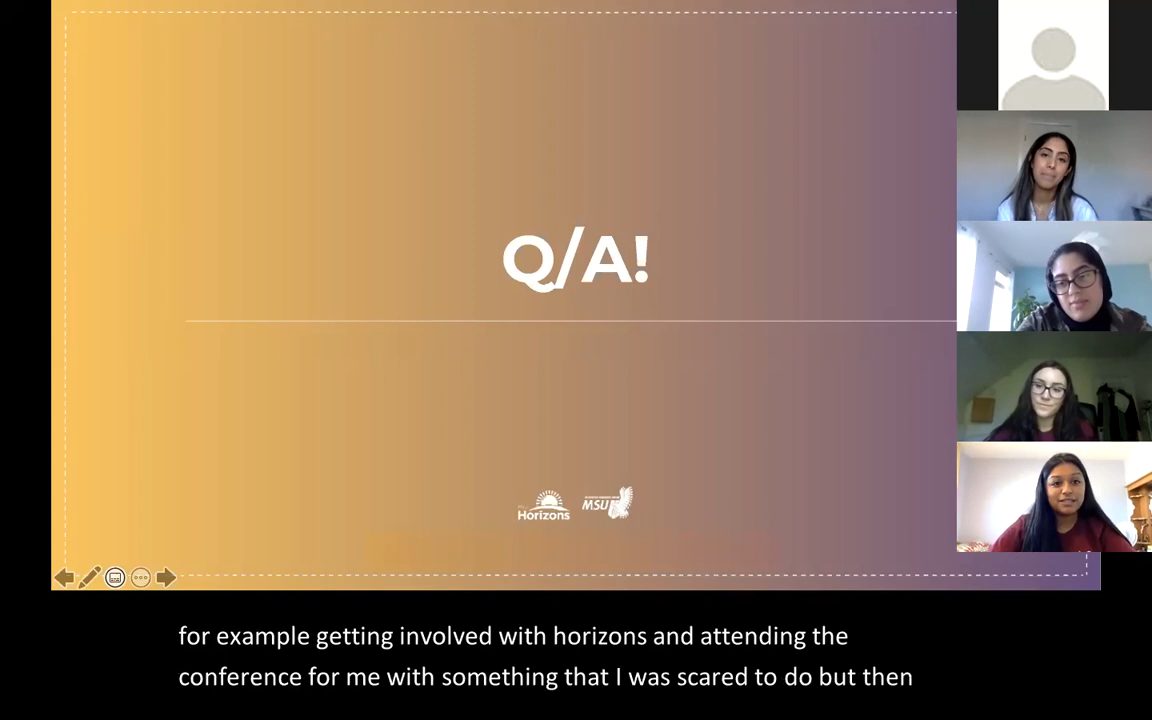 Q/A!
Horizons
MSU
for example getting involved with horizons and attending the
conference for me with something that I was scared to do but then